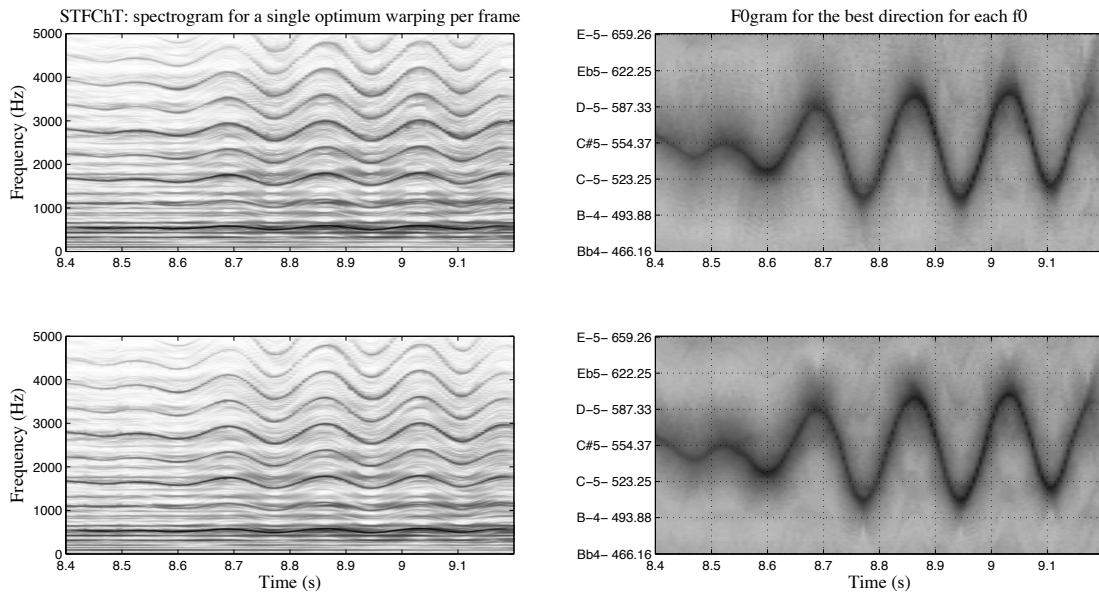 STFChT: spectrogram for a single optimum warping per frame
5000
4000
3000
2000
1000
0
Frequency (Hz)
8.4 8.5 8.6 8.7 8.8 8.9 9 9.1
F0gram for the best direction for each f0
E−5− 659.26
Eb5− 622.25
D−5− 587.33
C#5− 554.37
C−5− 523.25
B−4− 493.88
Bb4− 466.16
8.4 8.5 8.6 8.7 8.8 8.9 9 9.1
5000
4000
3000
2000
1000
0
Frequency (Hz)
8.4 8.5 8.6 8.7 8.8 8.9 9 9.1
Time (s)
E−5− 659.26
Eb5− 622.25
D−5− 587.33
C#5− 554.37
C−5− 523.25
B−4− 493.88
Bb4− 466.16
8.4 8.5 8.6 8.7 8.8 8.9 9 9.1
Time (s)